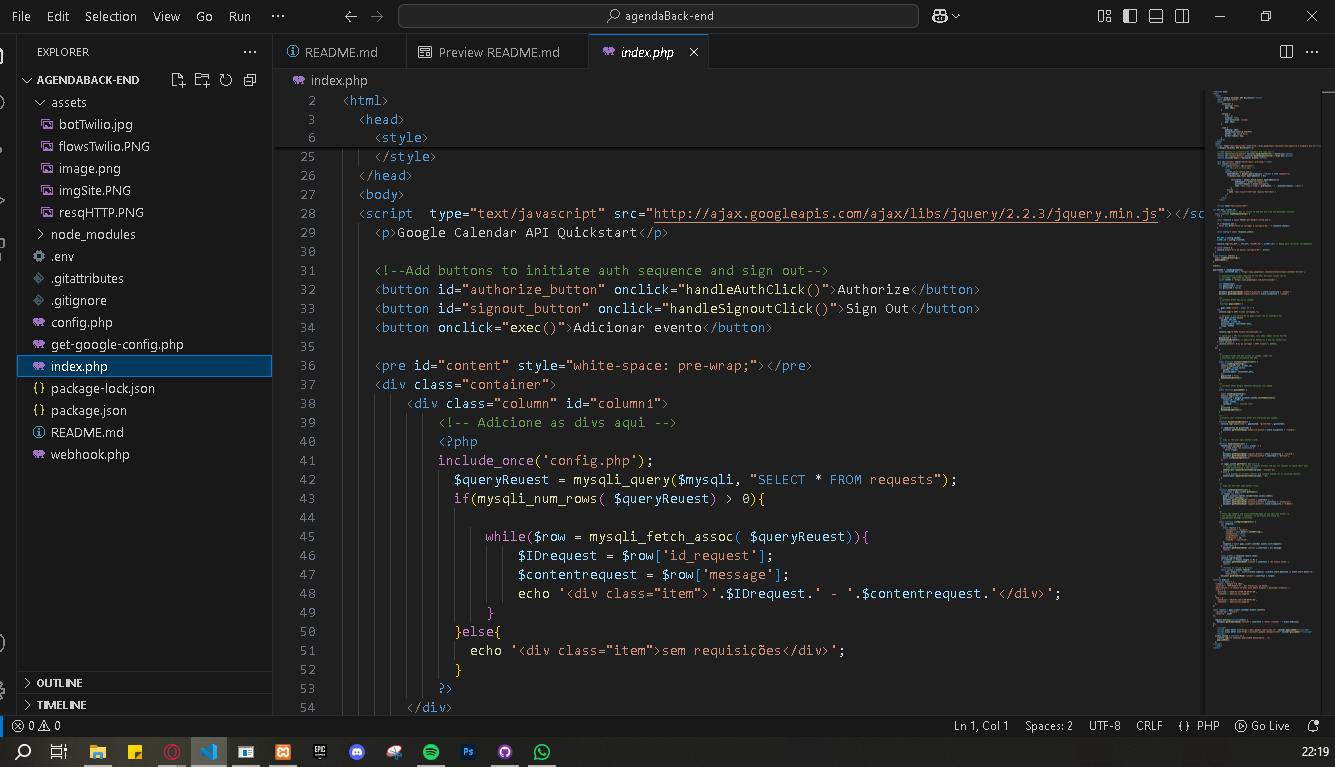 File Edit Selection View Go Run ··· agendaBack-end
EXPLORER ···
AGENDABACK-END
assets
botTwilio.jpg
flowsTwilio.PNG
image.png
imgSite.PNG
resqHTTP.PNG
node_modules
.env
.gitattributes
.gitignore
config.php
get-google-config.php
index.php
package-lock.json
package.json
README.md
webhook.php
OUTLINE
TIMELINE
README.md Preview README.md index.php
index.php
2 <html>
3 <head>
6 <style>
25 </style>
26 </head>
27 <body>
28 <script  type="text/javascript" src="http://ajax.googleapis.com/ajax/libs/jquery/2.2.3/jquery.min.js"></sc
29 <p>Google Calendar API Quickstart</p>
30
31 <!--Add buttons to initiate auth sequence and sign out-->
32 <button id="authorize_button" onclick="handleAuthClick()">Authorize</button>
33 <button id="signout_button" onclick="handleSignoutClick()">Sign Out</button>
34 <button onclick="exec()">Adicionar evento</button>
35
36 <pre id="content" style="white-space: pre-wrap;"></pre>
37 <div class="container">
38 <div class="column" id="column1">
39 <!-- Adicione as divs aqui -->
40 <?php
41 include_once('config.php');
42 $queryReuest = mysqli_query($mysqli, "SELECT * FROM requests");
43 if(mysqli_num_rows( $queryReuest) > 0){
44
45 while($row = mysqli_fetch_assoc( $queryReuest)){
46 $IDrequest = $row['id_request'];
47 $contentrequest = $row['message'];
48 echo '<div class="item">'.$IDrequest.' - '.$contentrequest.'</div>';
49 }
50 }else{
51 echo '<div class="item">sem requisições</div>';
52 }
53 ?>
54 </div>
0 0 Ln 1, Col 1 Spaces: 2 UTF-8 CRLF {} PHP Go Live
EPIC GAMES Ps 22:19